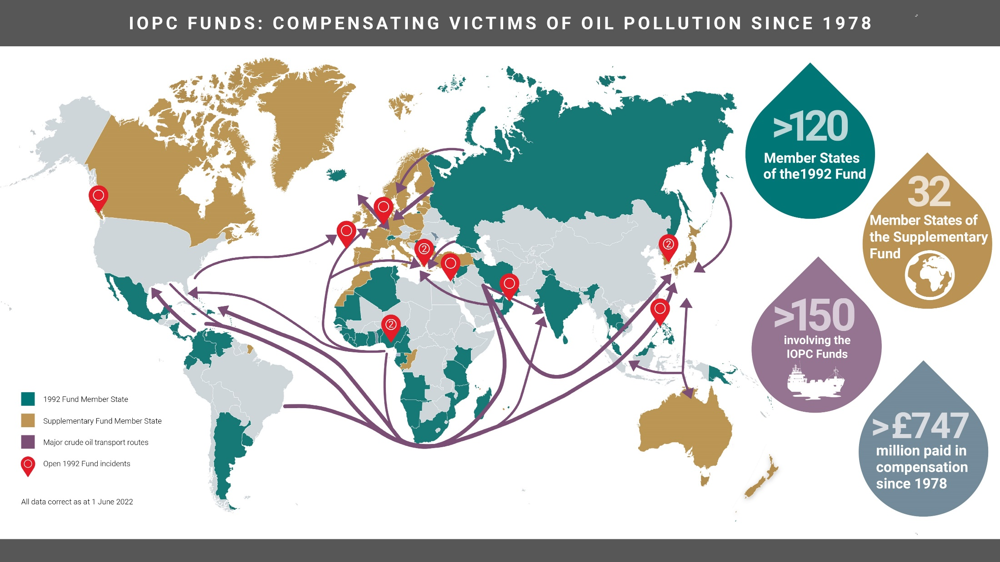 IOPC FUNDS: COMPENSATING VICTIMS OF OIL POLLUTION SINCE 1978
>120
Member States
of the1992 Fund
32
Member States of
the Supplementary
Fund
>150
involving the
IOPC Funds
>£747
million paid in
compensation
since 1978
2
2
2
1992 Fund Member State
Supplementary Fund Member State
Major crude oil transport routes
Open 1992 Fund incidents
All data correct as at 1 June 2022